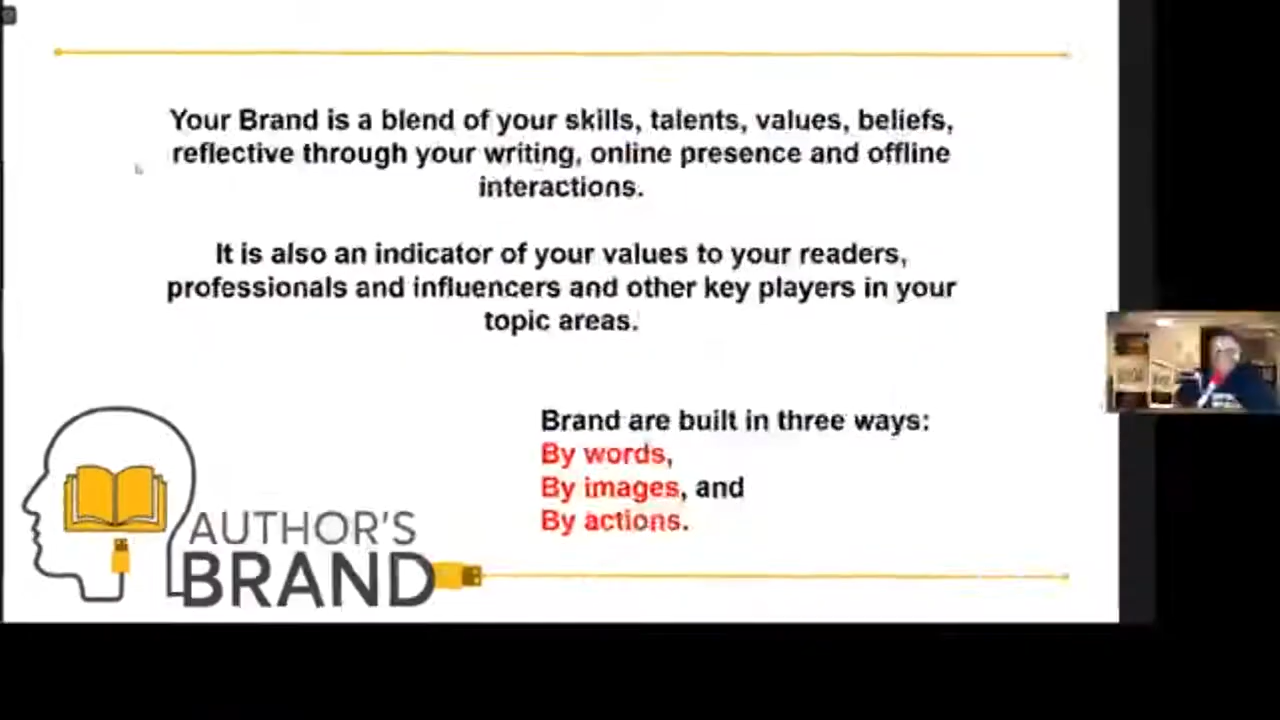 Your Brand is a blend of your skills, talents, values, beliefs,
reflective through your writing, online presence and offline
interactions.
It is also an indicator of your values to your readers,
professionals and influencers and other key players in your
topic areas.
Brand are built in three ways:
By words,
By images, and
By actions.
AUTHOR'S
BRAND